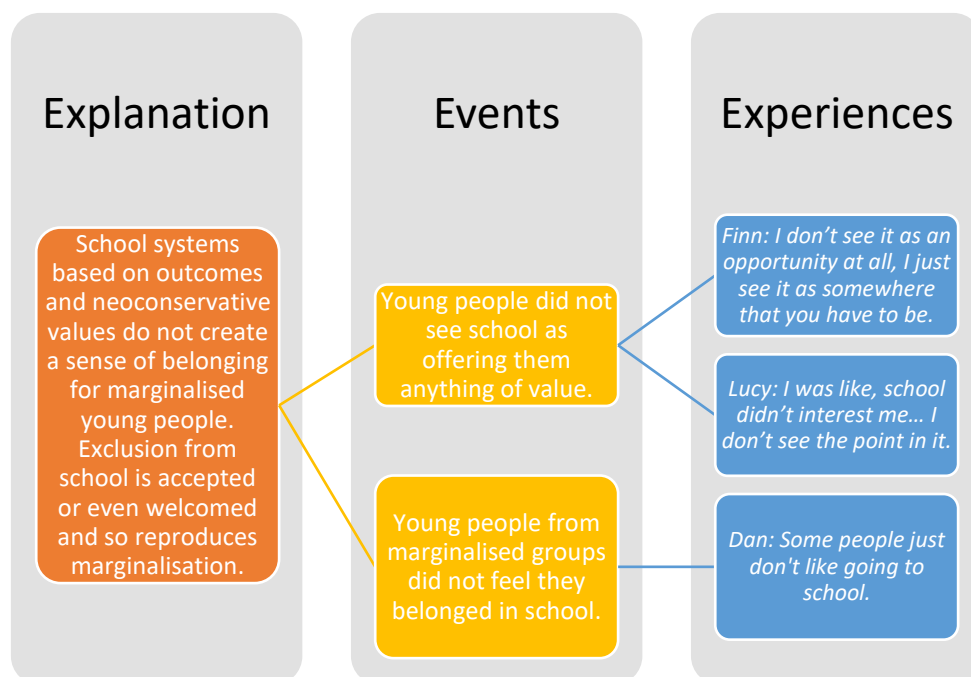 Explanation
School systems
based on outcomes
and neoconservative
values do not create
a sense of belonging
for marginalised
young people.
Exclusion from
school is accepted
or even welcomed
and so reproduces
marginalisation.
Events
Young people did not
see school as
offering them
anything of value.
Young people from
marginalised groups
did not feel they
belonged in school.
Experiences
Finn: I don’t see it as an
opportunity at all, I just
see it as somewhere
that you have to be.
Lucy: I was like, school
didn’t interest me… I
don’t see the point in it.
Dan: Some people just
don't like going to
school.